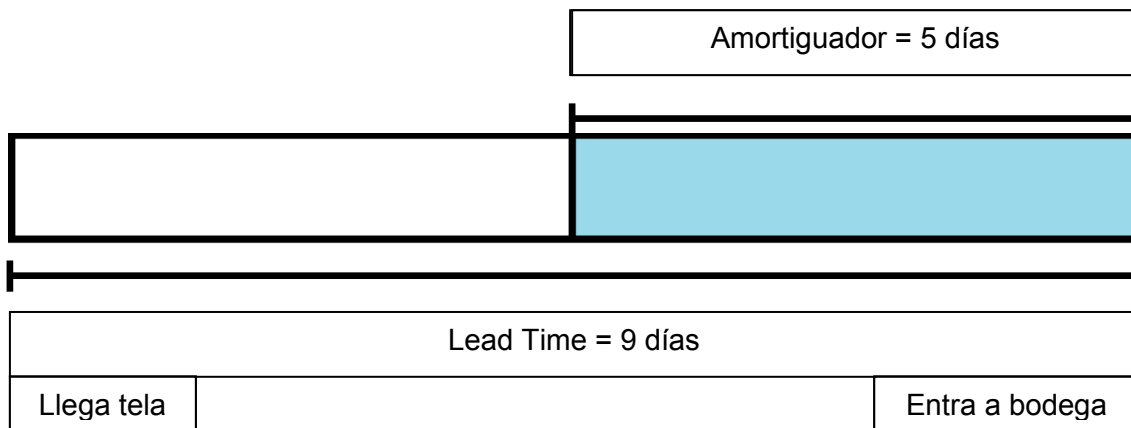 Amortiguador = 5 días
Lead Time = 9 días
Llega tela
Entra a bodega